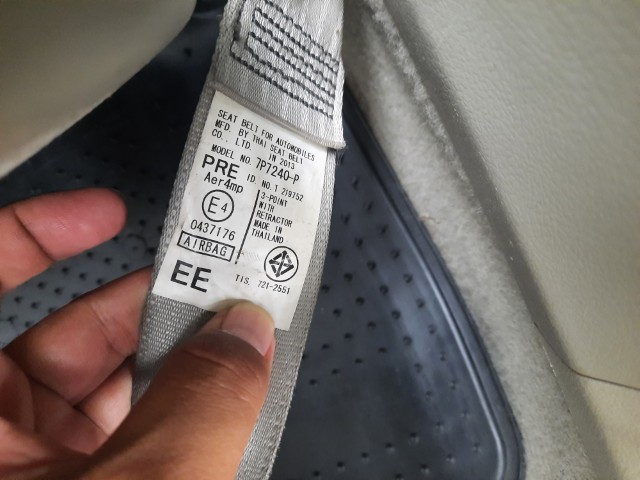 SEAT BELT FOR AUTOMOBILES
MFD. BY THAI SEAT BELT
CO., LTD. IN 2013
MODEL NO. 7P7240-P
PRE
ID NO.1 219752
Aer4mp
3-POINT
WITH
RETRACTOR
MADE IN
THAILAND
E4
0437176
AIRBAG
EE
TIS. 721-2551